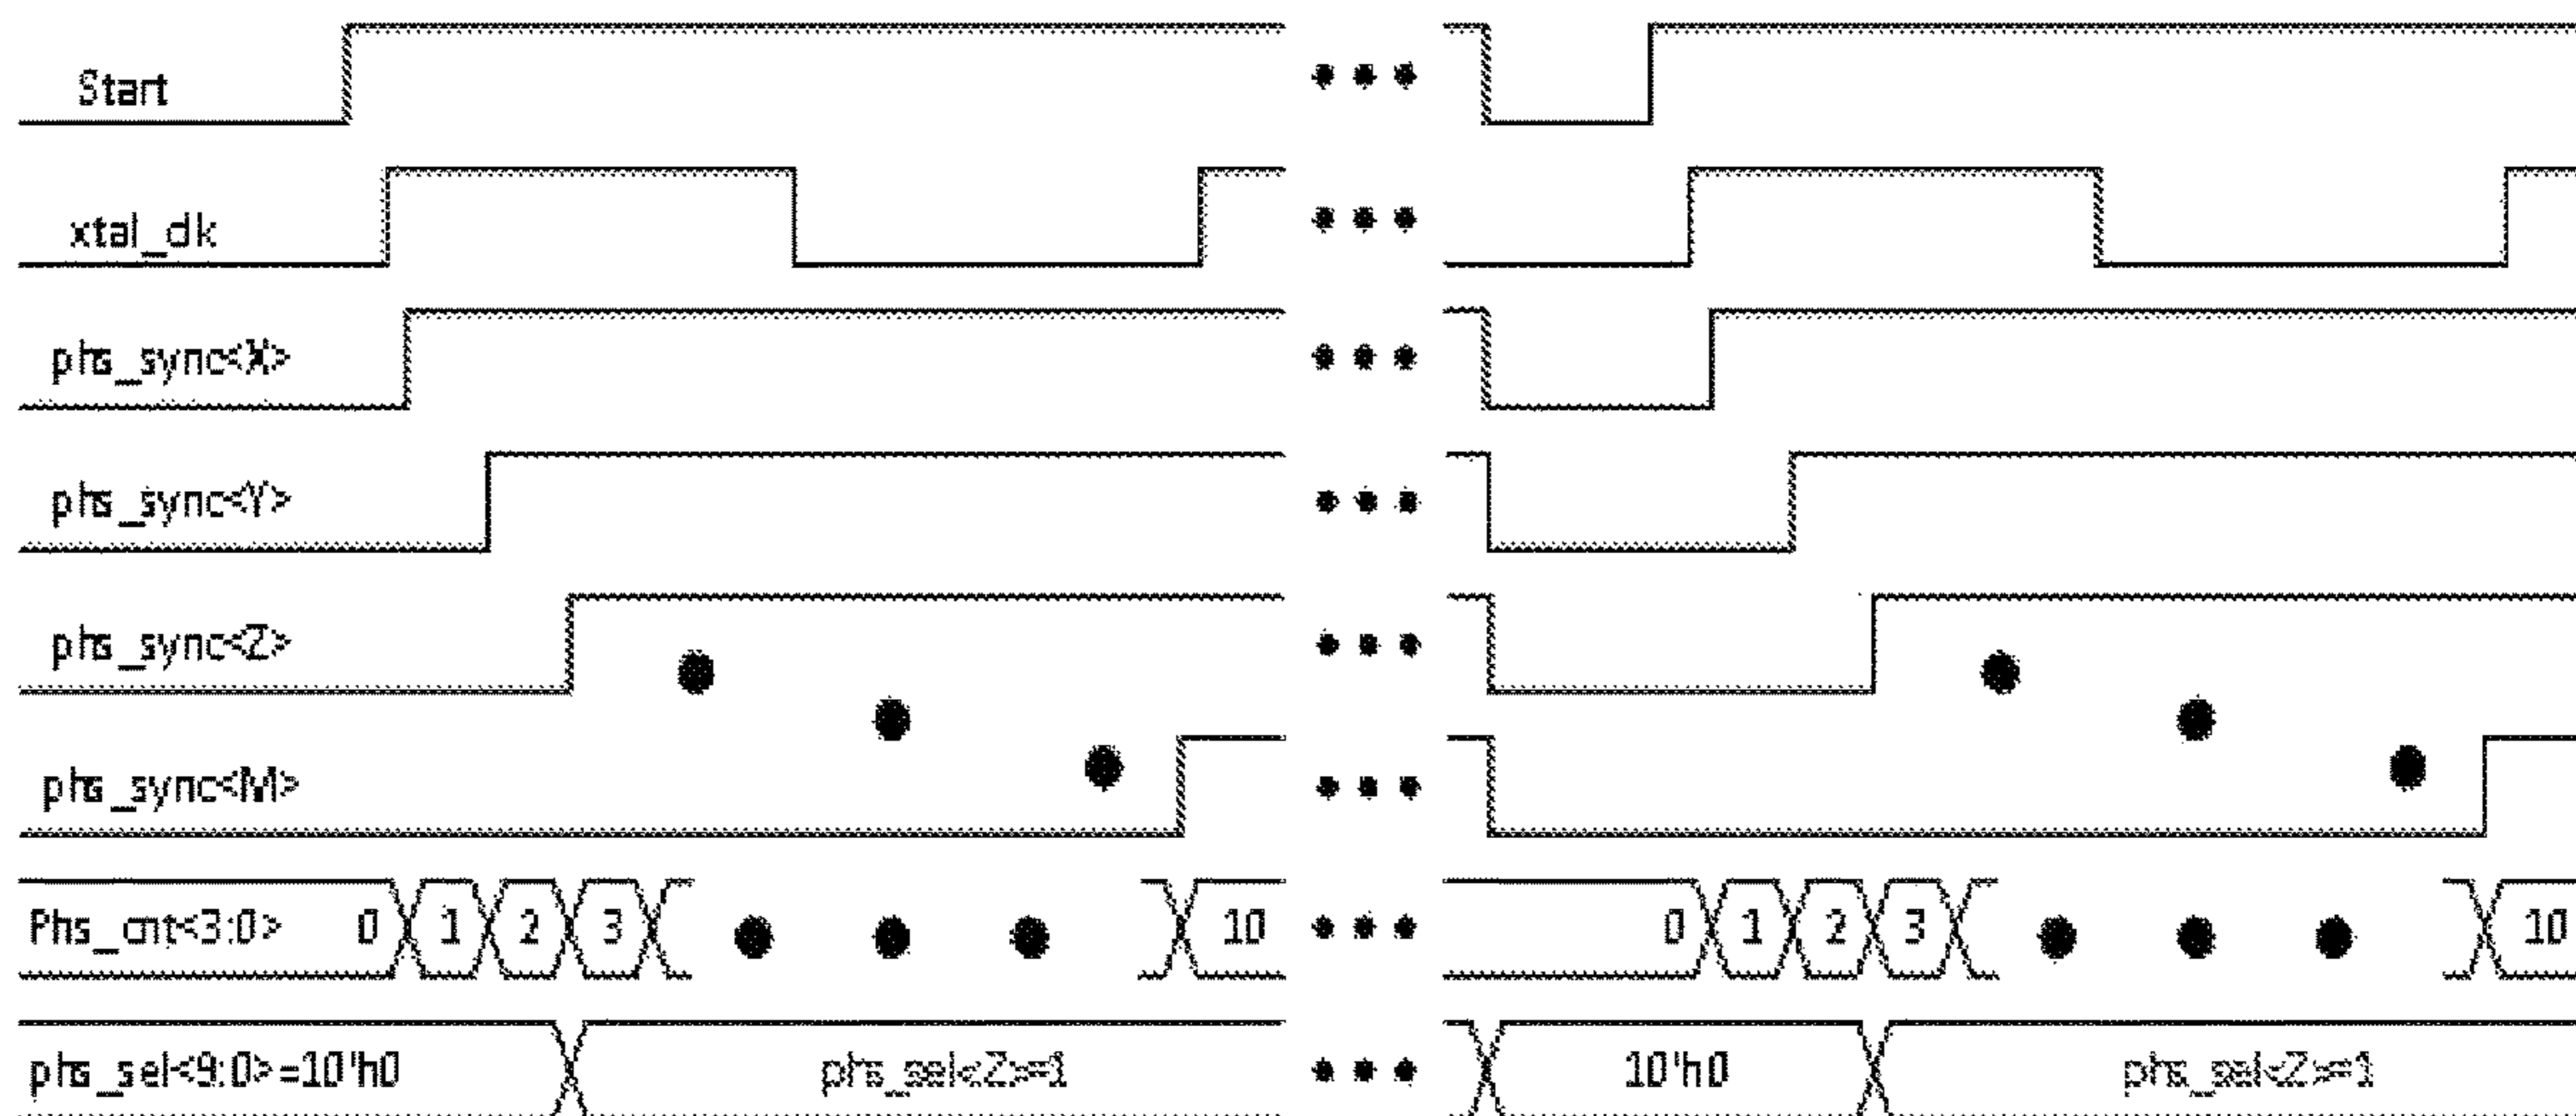 Start
xtal_clk
phs_sync<X>
phs_sync<Y>
phs_sync<Z>
phs_sync<M>
Phs_cnt<3:0> 0 1 2 3 10 0 1 2 3 10
phs_sel<9:0>=10'h0 phs_sel<Z>=1 10'h0 phs_sel<Z>=1